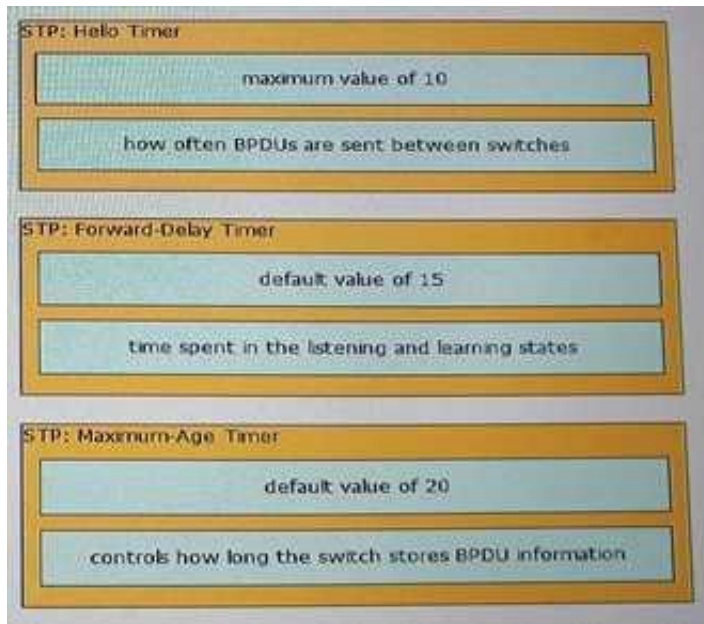 STP: Hello Timer
maximum value of 10
how often BPDUs are sent between switches
STP: Forward-Delay Timer
default value of 15
time spent in the listening and learning states
STP: Maximum-Age Timer
default value of 20
controls how long the switch stores BPDU information